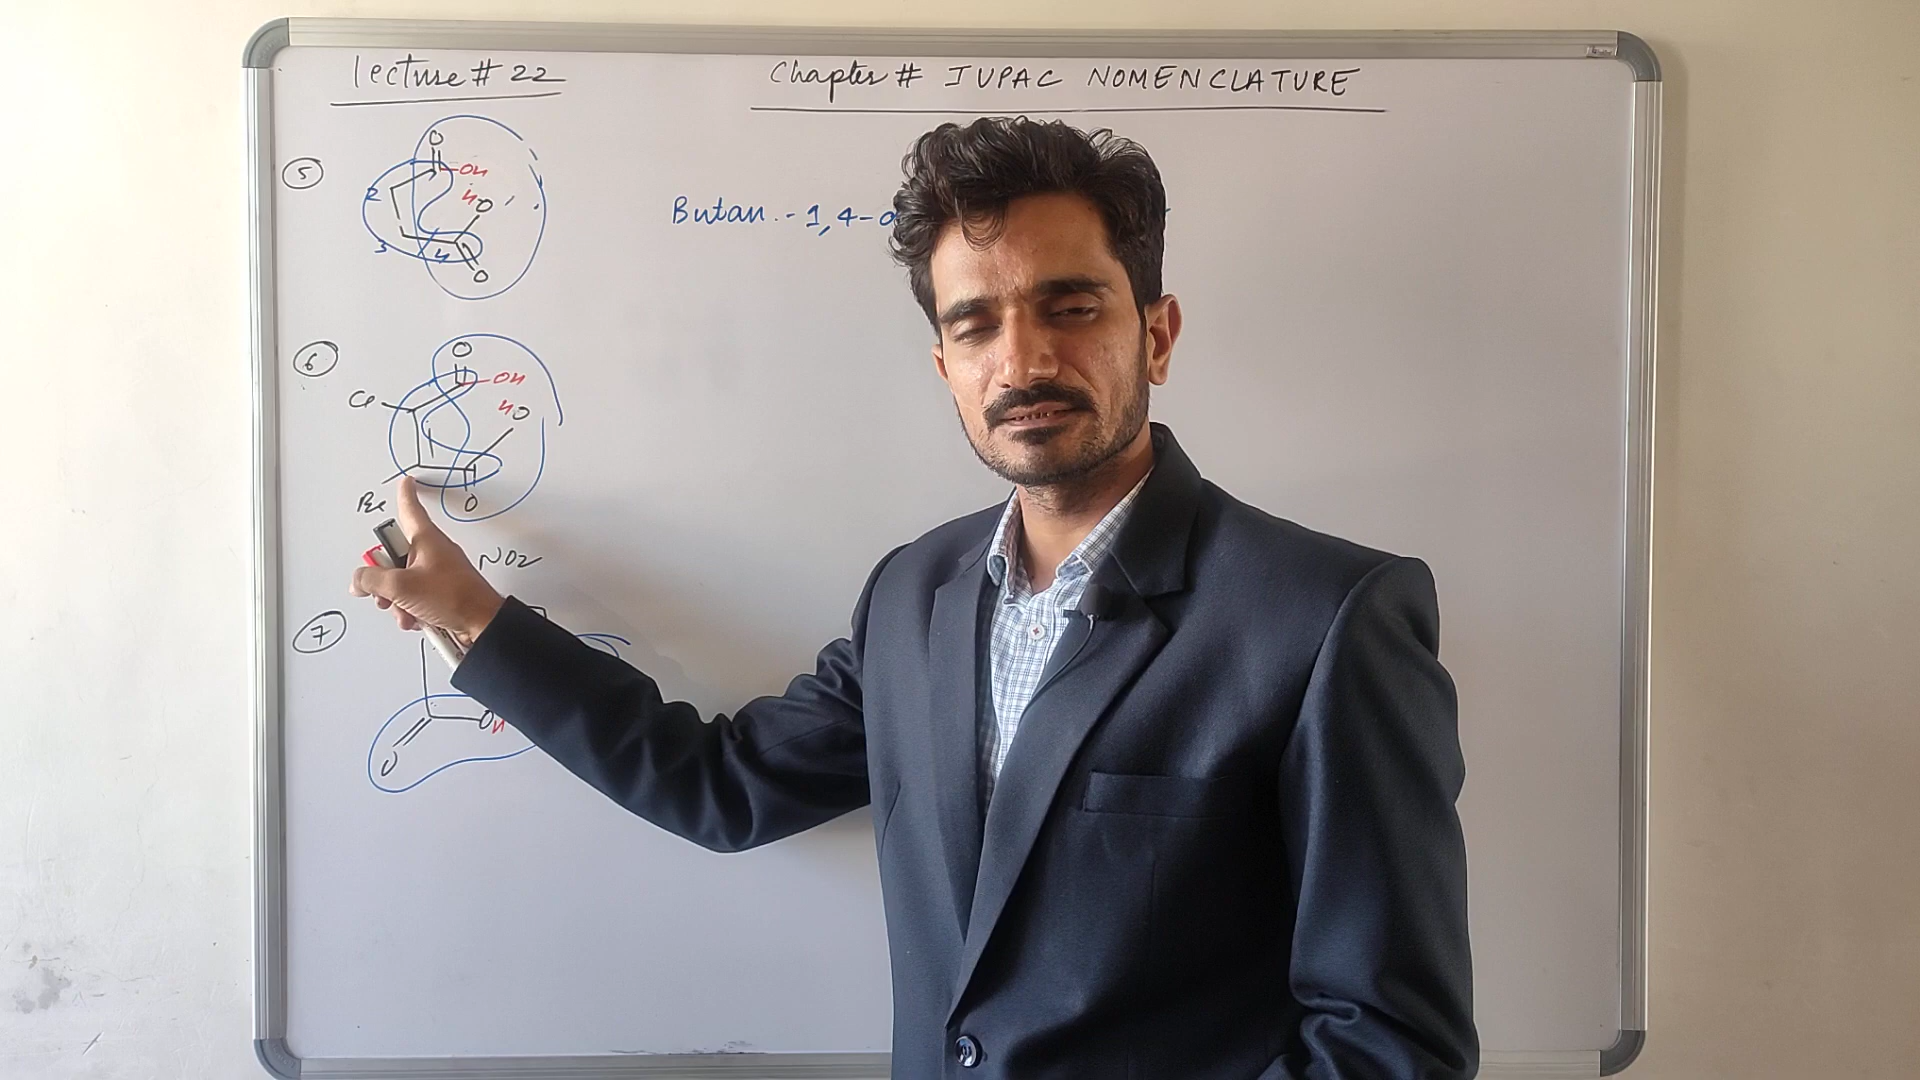 Lecture # 22
Chapter # IUPAC NOMENCLATURE
5
O
OH
2
H O
3
4
O
Butan - 1, 4 -
6
O
Cl
OH
HO
Br
O
NO2
7
OH
O